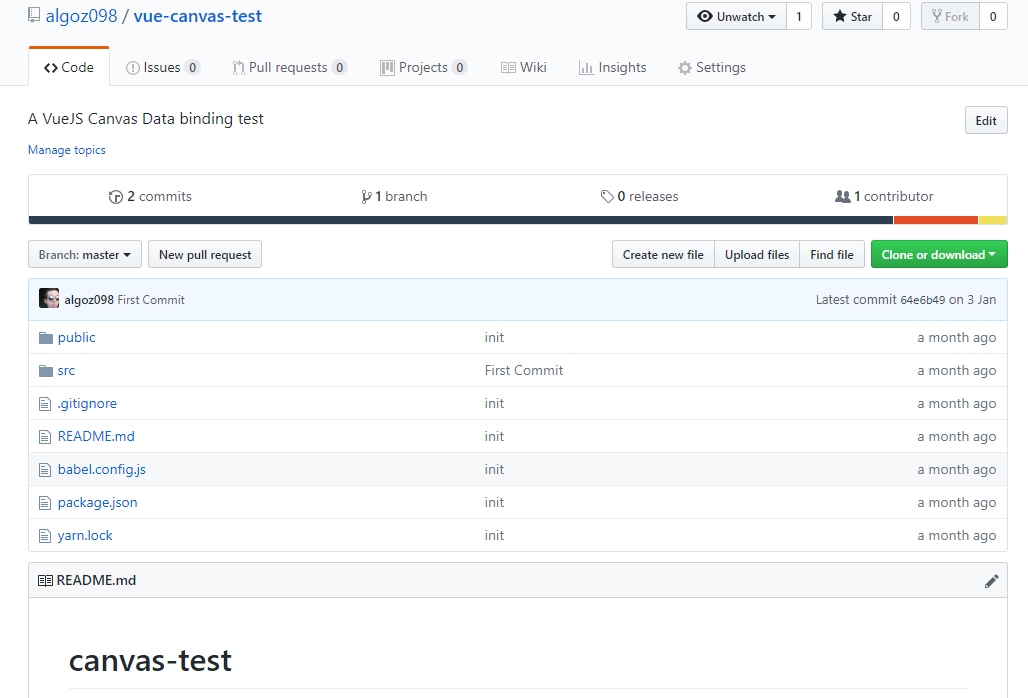 algoz098 / vue-canvas-test
Unwatch 1 Star 0 Fork 0
Code Issues 0 Pull requests 0 Projects 0 Wiki Insights Settings
A VueJS Canvas Data binding test
Edit
Manage topics
2 commits 1 branch 0 releases 1 contributor
Branch: master New pull request Create new file Upload files Find file Clone or download
algoz098 First Commit Latest commit 64e6b49 on 3 Jan
public init a month ago
src First Commit a month ago
.gitignore init a month ago
README.md init a month ago
babel.config.js init a month ago
package.json init a month ago
yarn.lock init a month ago
README.md
canvas-test